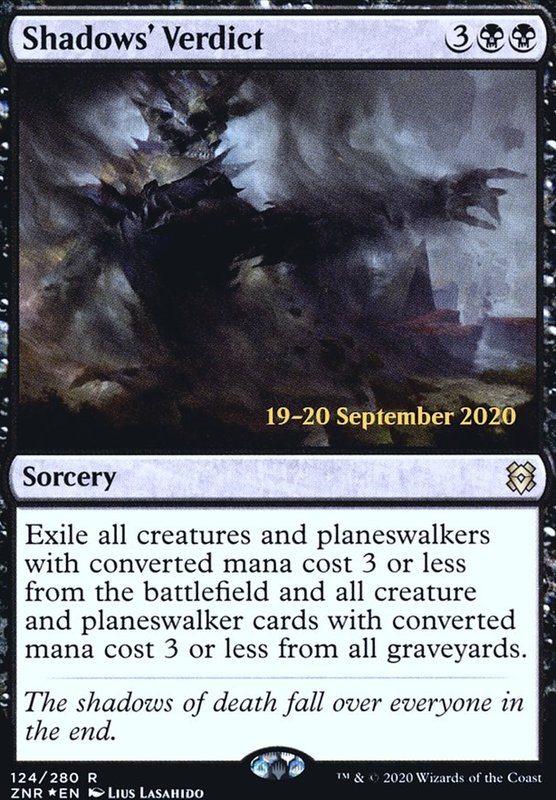 Shadows' Verdict 3
19–20 September 2020
Sorcery
Exile all creatures and planeswalkers
with converted mana cost 3 or less
from the battlefield and all creature
and planeswalker cards with converted
mana cost 3 or less from all graveyards.
The shadows of death fall over everyone in
the end.
124/280 R
ZNR ★ EN Lius Lasahido
™ & © 2020 Wizards of the Coast